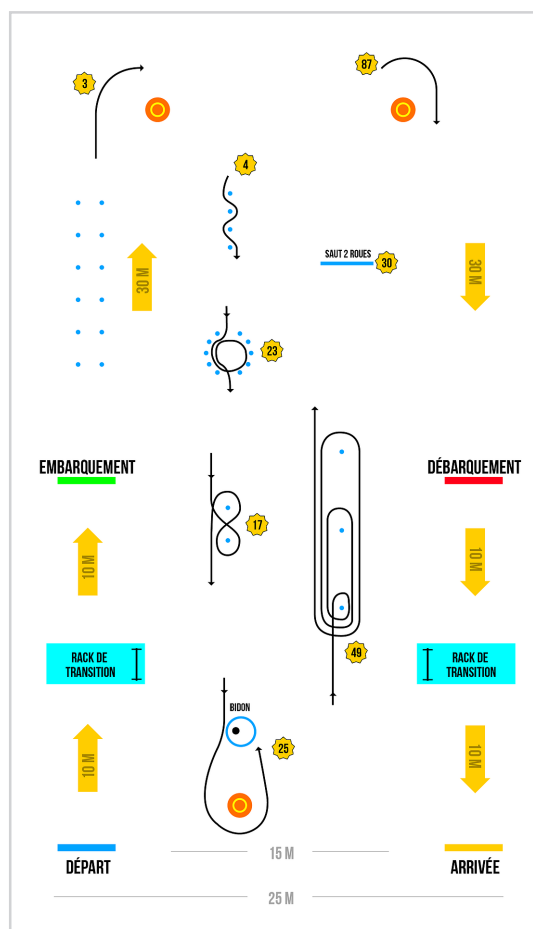 3
87
4
SAUT 2 ROUES
30
30 M
30 M
23
EMBARQUEMENT
DÉBARQUEMENT
17
10 M
10 M
RACK DE
TRANSITION
49
RACK DE
TRANSITION
BIDON
25
10 M
10 M
DÉPART
15 M
ARRIVÉE
25 M